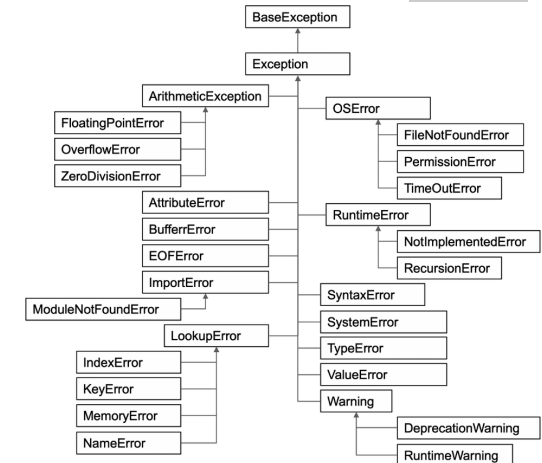 BaseException
Exception
ArithmeticException
FloatingPointError
OverflowError
ZeroDivisionError
AttributeError
BufferrError
EOFError
ImportError
ModuleNotFoundError
LookupError
IndexError
KeyError
MemoryError
NameError
OSError
FileNotFoundError
PermissionError
TimeOutError
RuntimeError
NotImplementedError
RecursionError
SyntaxError
SystemError
TypeError
ValueError
Warning
DeprecationWarning
RuntimeWarning